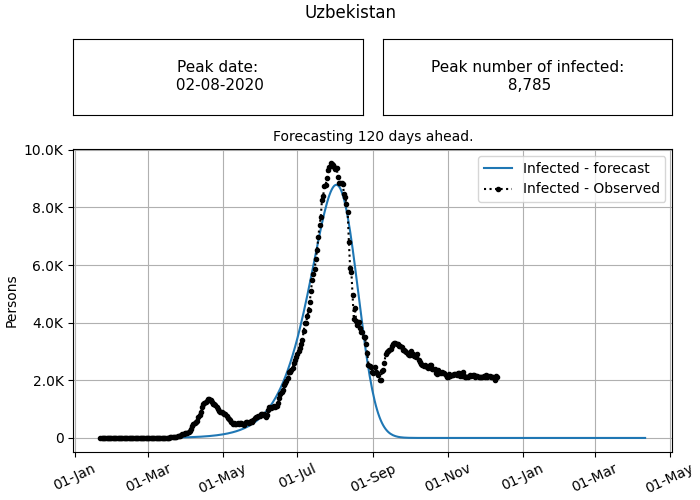 Uzbekistan
Peak date:
02-08-2020
Peak number of infected:
8,785
Forecasting 120 days ahead.
Infected - forecast
Infected - Observed
Persons
10.0K
8.0K
6.0K
4.0K
2.0K
0
01-Jan
01-Mar
01-May
01-Jul
01-Sep
01-Nov
01-Jan
01-Mar
01-May